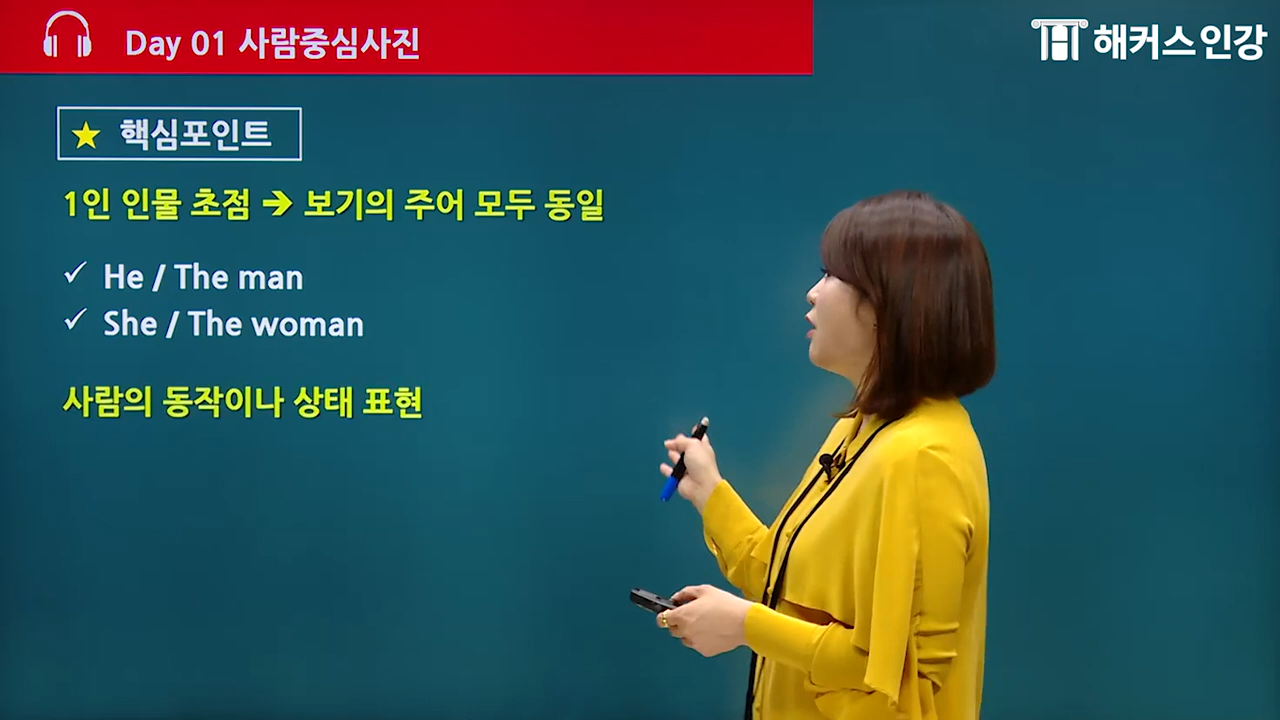 Day 01 사람중심사진
해커스인강
★ 핵심포인트
1인 인물 초점 → 보기의 주어 모두 동일
✓ He / The man
✓ She / The woman
사람의 동작이나 상태 표현